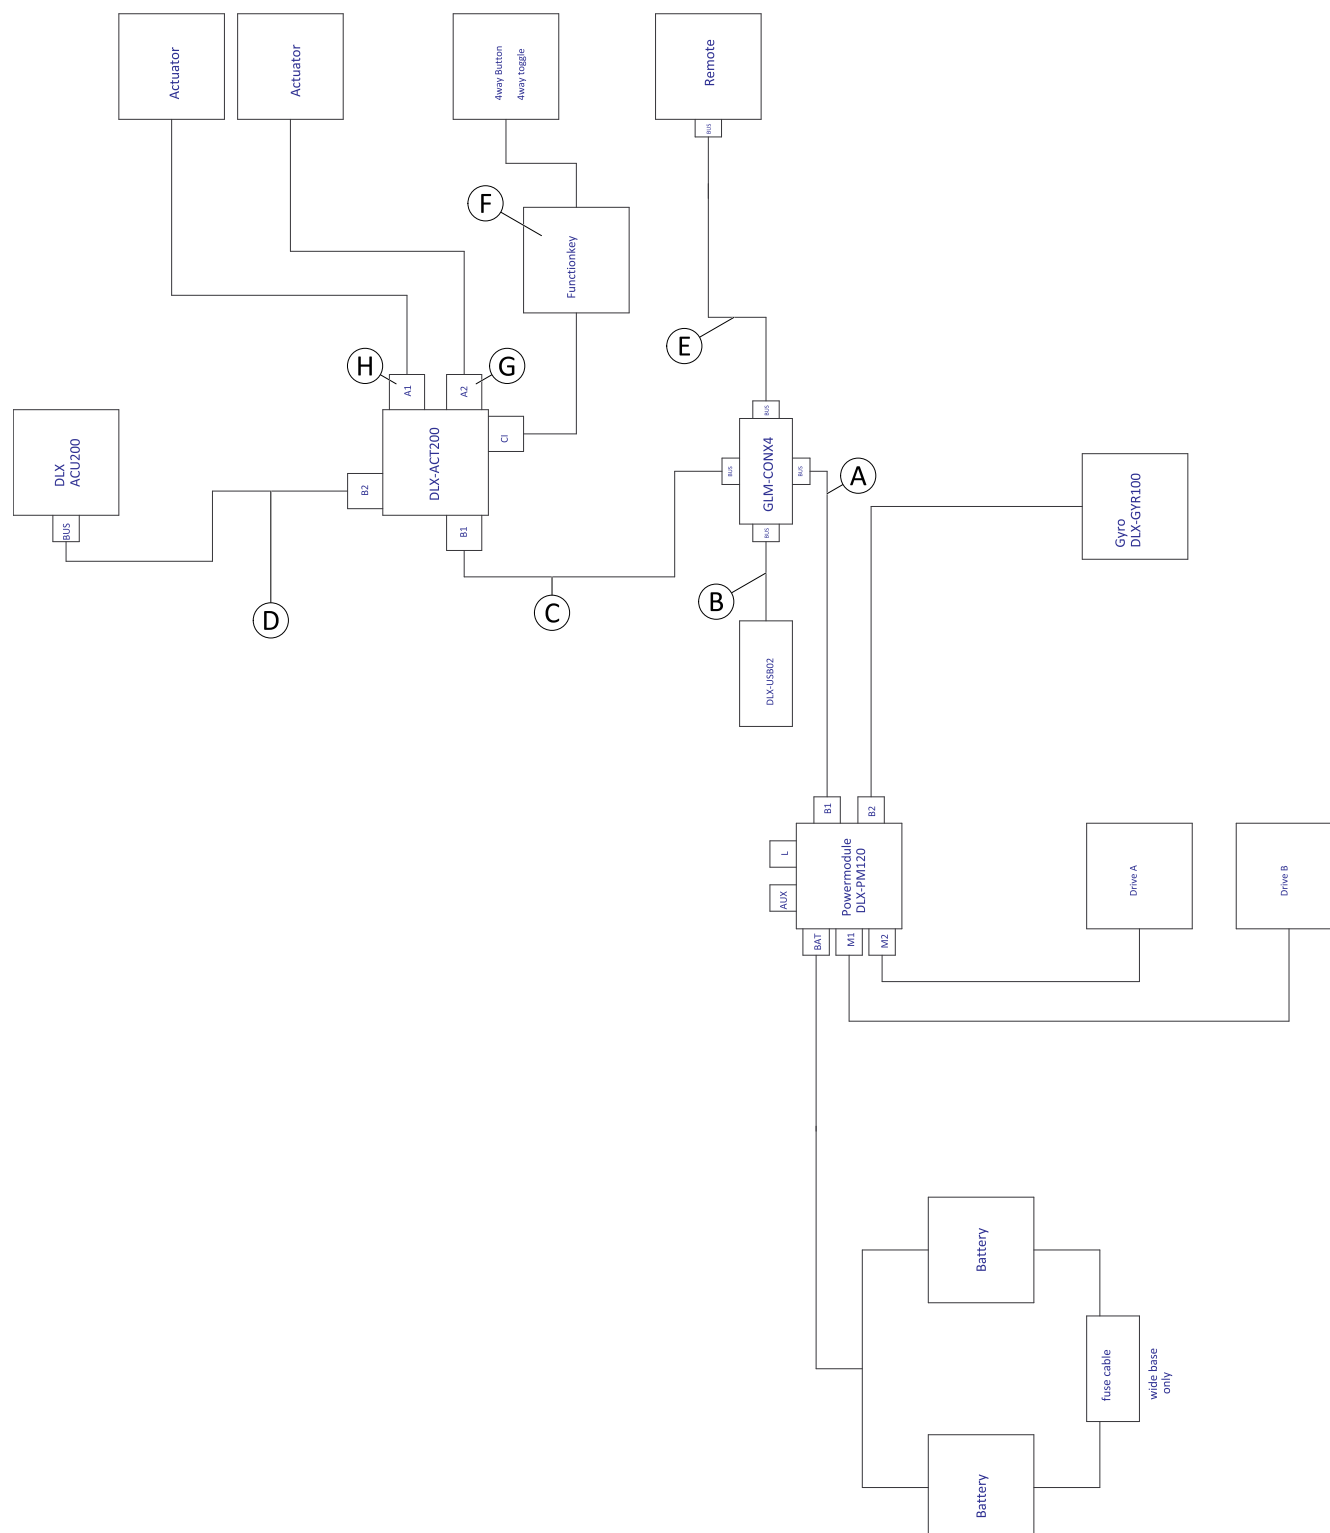 Actuator
Actuator
4way Button
4way toggle
Remote
BUS
F
Functionkey
E
H
G
A1
A2
CI
DLX-ACT200
B2
B1
DLX
ACU200
BUS
BUS
BUS
BUS
BUS
GLM-CONX4
A
Gyro
DLX-GYR100
D
C
B
DLX-USB02
B1
B2
L
AUX
Powermodule
DLX-PM120
BAT
M1
M2
Drive A
Drive B
Battery
fuse cable
wide base
only
Battery